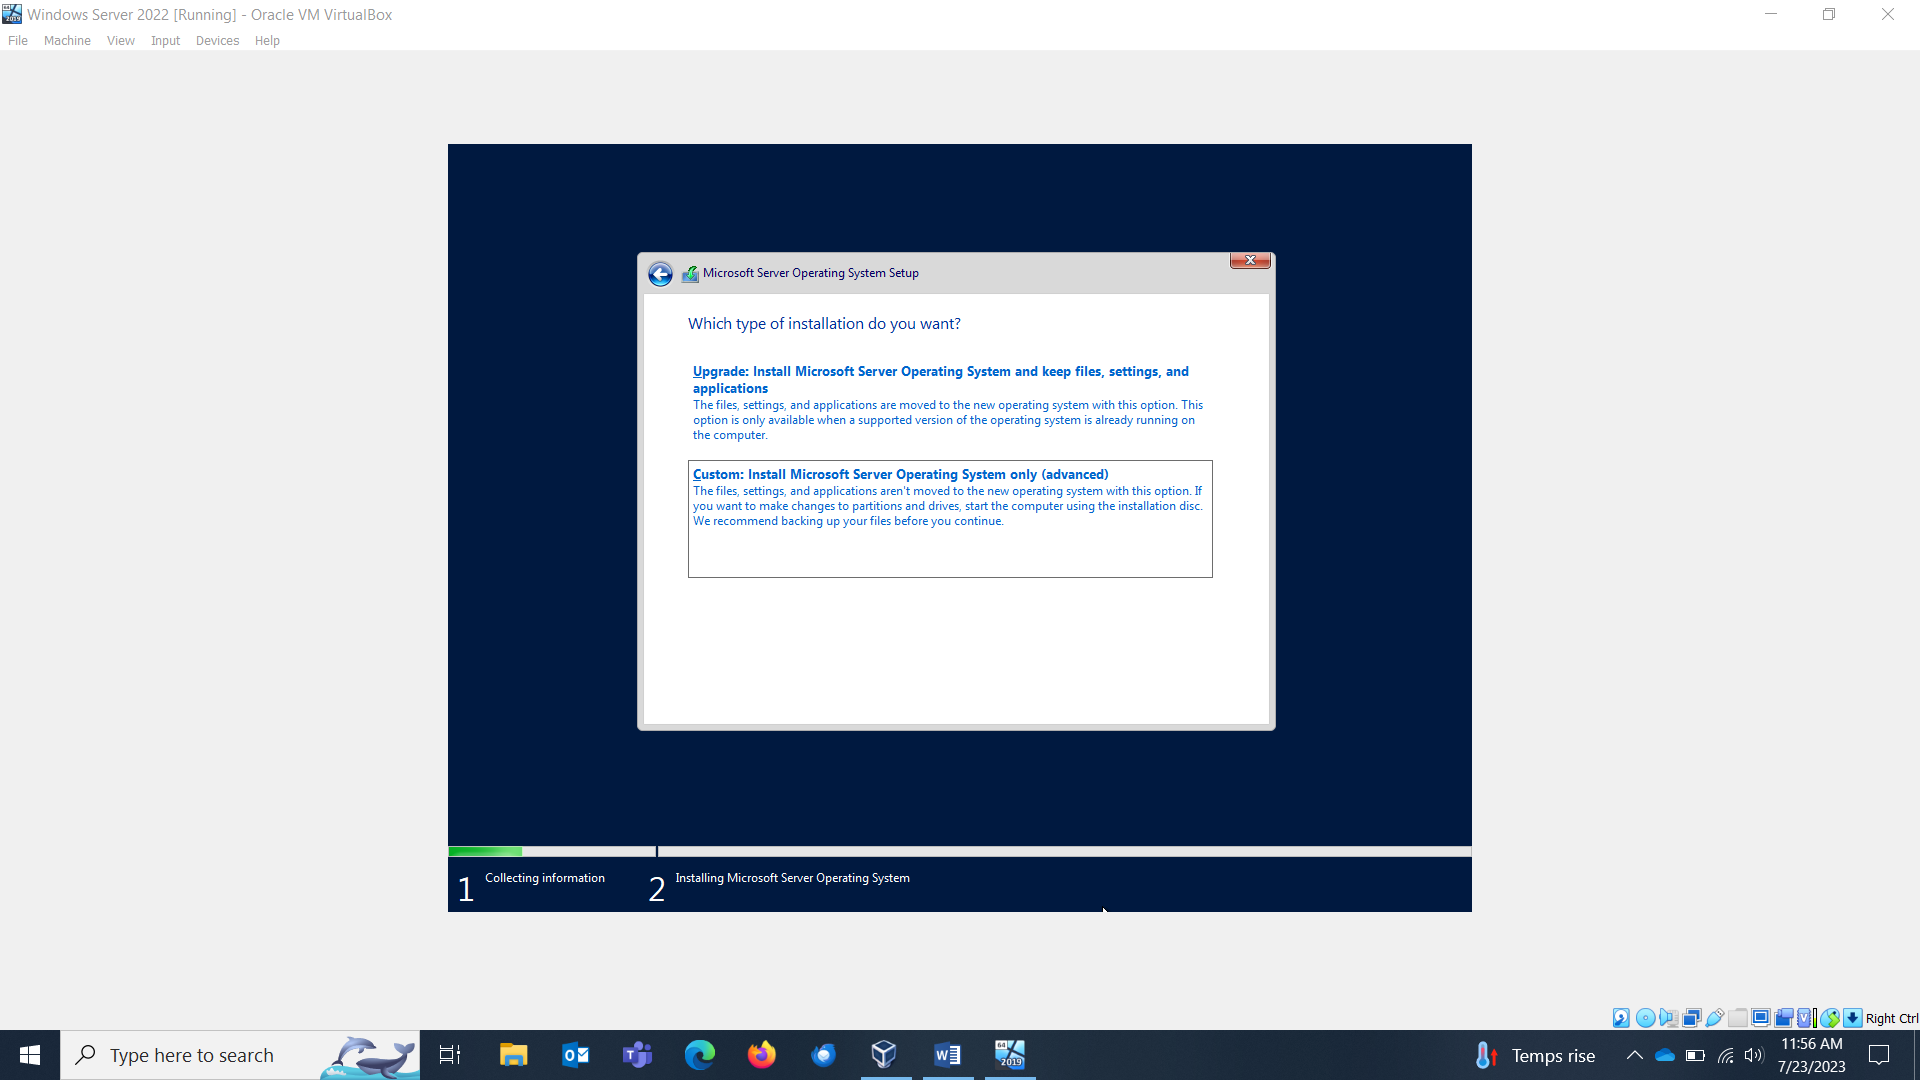 Windows Server 2022 [Running] - Oracle VM VirtualBox
File Machine View Input Devices Help
Microsoft Server Operating System Setup
Which type of installation do you want?
Upgrade: Install Microsoft Server Operating System and keep files, settings, and
applications
The files, settings, and applications are moved to the new operating system with this option. This
option is only available when a supported version of the operating system is already running on
the computer.
Custom: Install Microsoft Server Operating System only (advanced)
The files, settings, and applications aren't moved to the new operating system with this option. If
you want to make changes to partitions and drives, start the computer using the installation disc.
We recommend backing up your files before you continue.
1 Collecting information 2 Installing Microsoft Server Operating System
Right Ctrl
Type here to search
Temps rise
11:56 AM
7/23/2023
64
2019